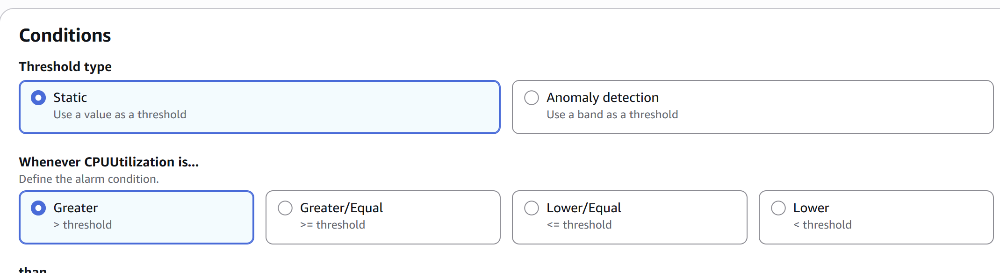 Conditions
Threshold type
Static
Use a value as a threshold
Anomaly detection
Use a band as a threshold
Whenever CPUUtilization is...
Define the alarm condition.
Greater
> threshold
Greater/Equal
>= threshold
Lower/Equal
<= threshold
Lower
< threshold
than